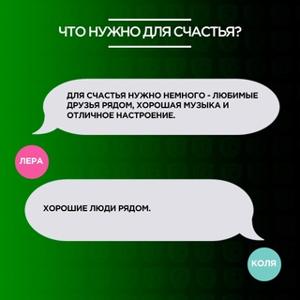 ЧТО НУЖНО ДЛЯ СЧАСТЬЯ?
ДЛЯ СЧАСТЬЯ НУЖНО НЕМНОГО - ЛЮБИМЫЕ
ДРУЗЬЯ РЯДОМ, ХОРОШАЯ МУЗЫКА И
ОТЛИЧНОЕ НАСТРОЕНИЕ.
ЛЕРА
ХОРОШИЕ ЛЮДИ РЯДОМ.
КОЛЯ